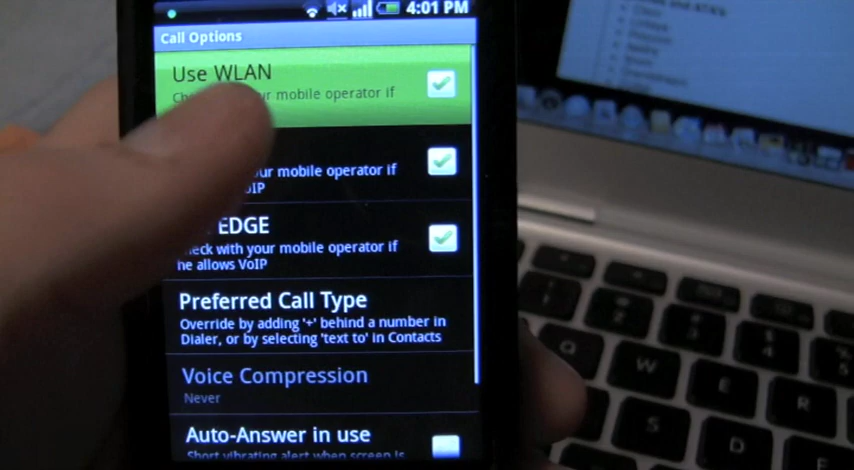 4:01 PM
Call Options
Use WLAN
your mobile operator if
your mobile operator if
VoIP
EDGE
check with your mobile operator if
he allows VoIP
Preferred Call Type
Override by adding '+' behind a number in
Dialer, or by selecting 'text to' in Contacts
Voice Compression
Never
Auto-Answer in use
Short vibrating alert when screen is
Q W E R
S D